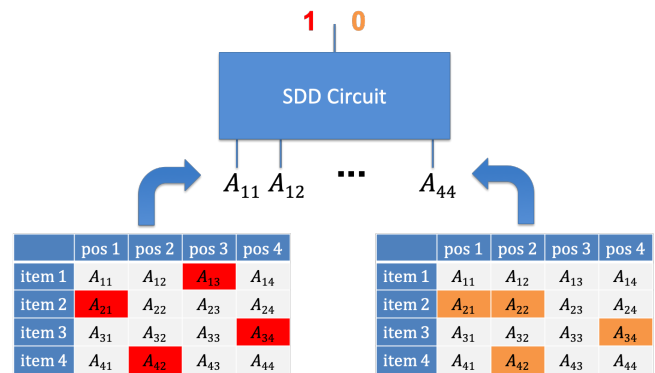 1 0
SDD Circuit
A₁₁ A₁₂ ... A₄₄
pos 1 pos 2 pos 3 pos 4
item 1 A₁₁ A₁₂ A₁₃ A₁₄
item 2 A₂₁ A₂₂ A₂₃ A₂₄
item 3 A₃₁ A₃₂ A₃₃ A₃₄
item 4 A₄₁ A₄₂ A₄₃ A₄₄
pos 1 pos 2 pos 3 pos 4
item 1 A₁₁ A₁₂ A₁₃ A₁₄
item 2 A₂₁ A₂₂ A₂₃ A₂₄
item 3 A₃₁ A₃₂ A₃₃ A₃₄
item 4 A₄₁ A₄₂ A₄₃ A₄₄